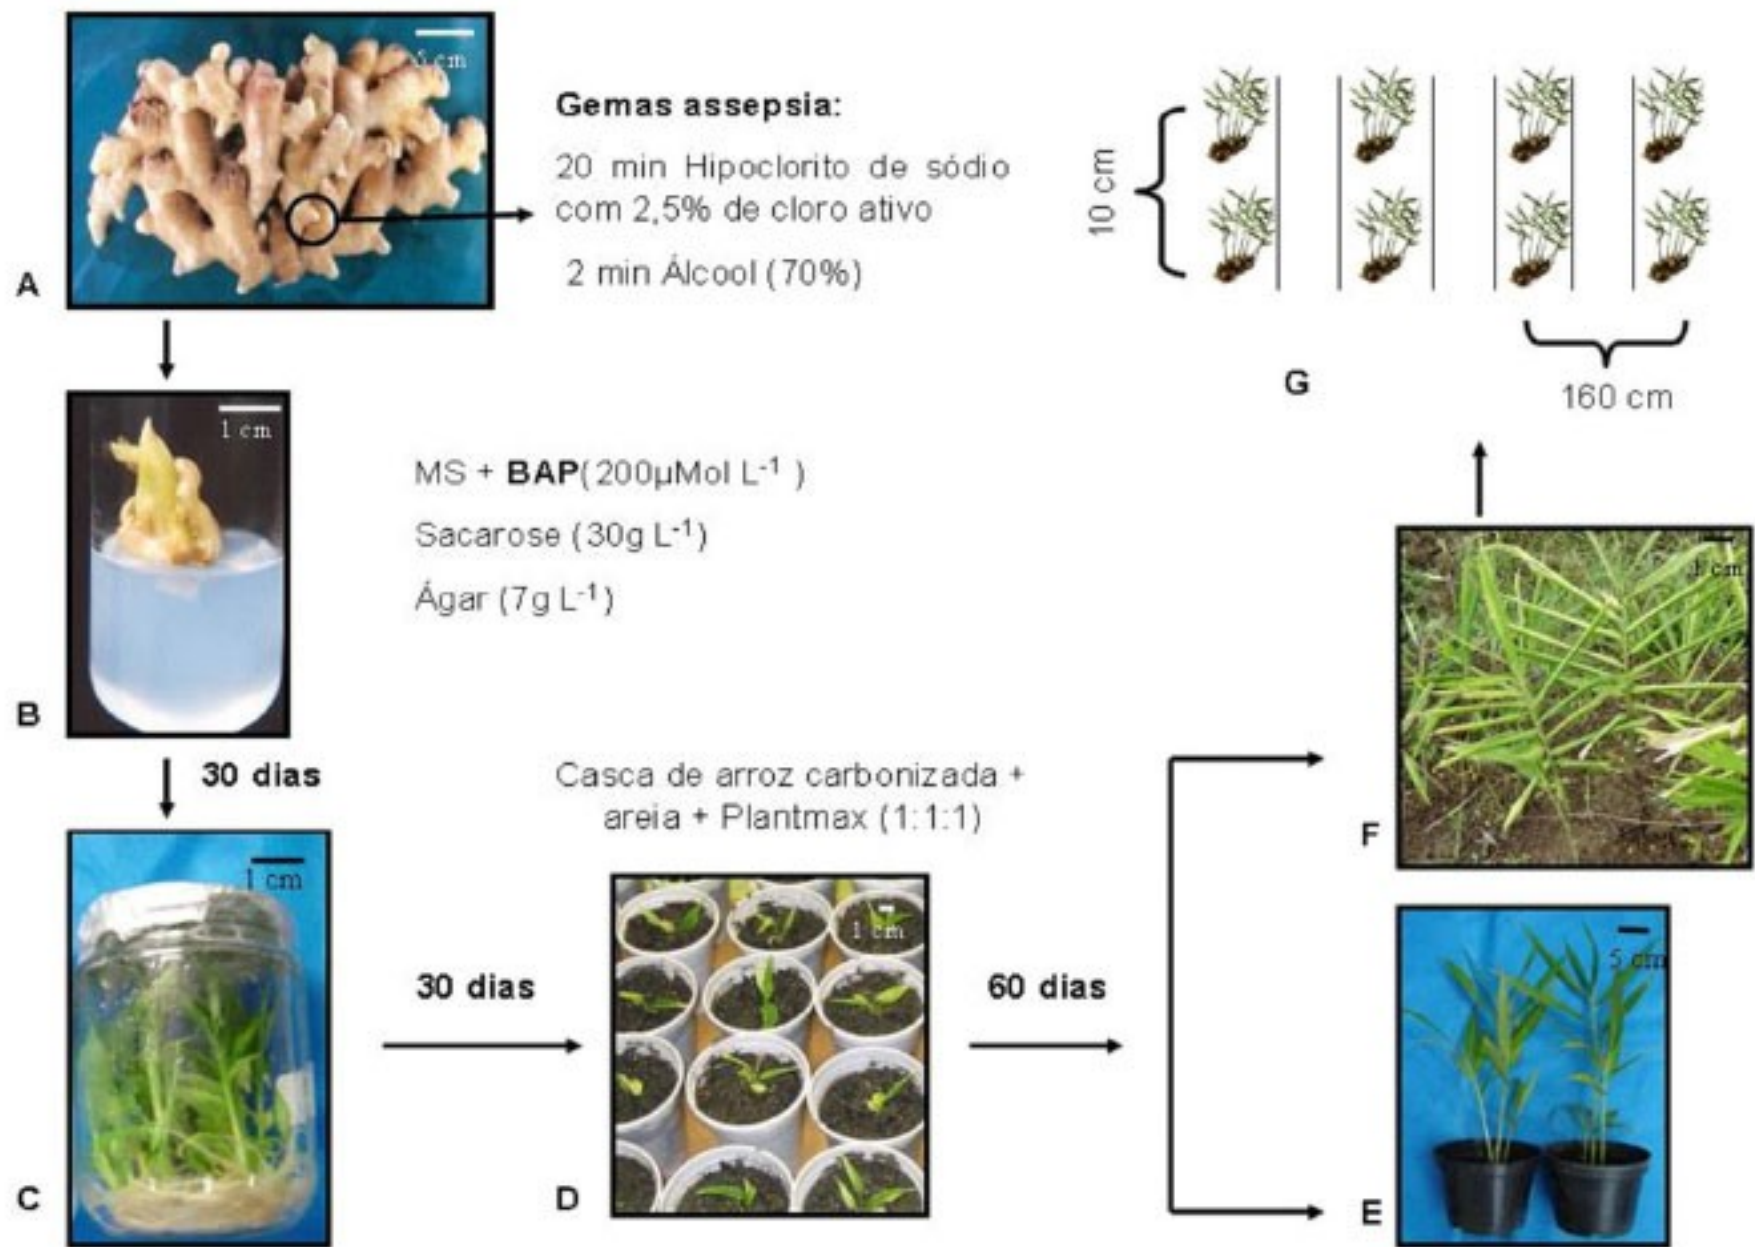 5 cm
Gemas assepsia:
20 min Hipoclorito de sódio
com 2,5% de cloro ativo
2 min Álcool (70%)
A
10 cm
160 cm
G
1 cm
MS + BAP(200µMol L⁻¹ )
Sacarose (30g L⁻¹)
Ágar (7g L⁻¹)
B
30 dias
1 cm
C
30 dias
Casca de arroz carbonizada +
areia + Plantmax (1:1:1)
1 cm
D
60 dias
1 cm
F
5 cm
E